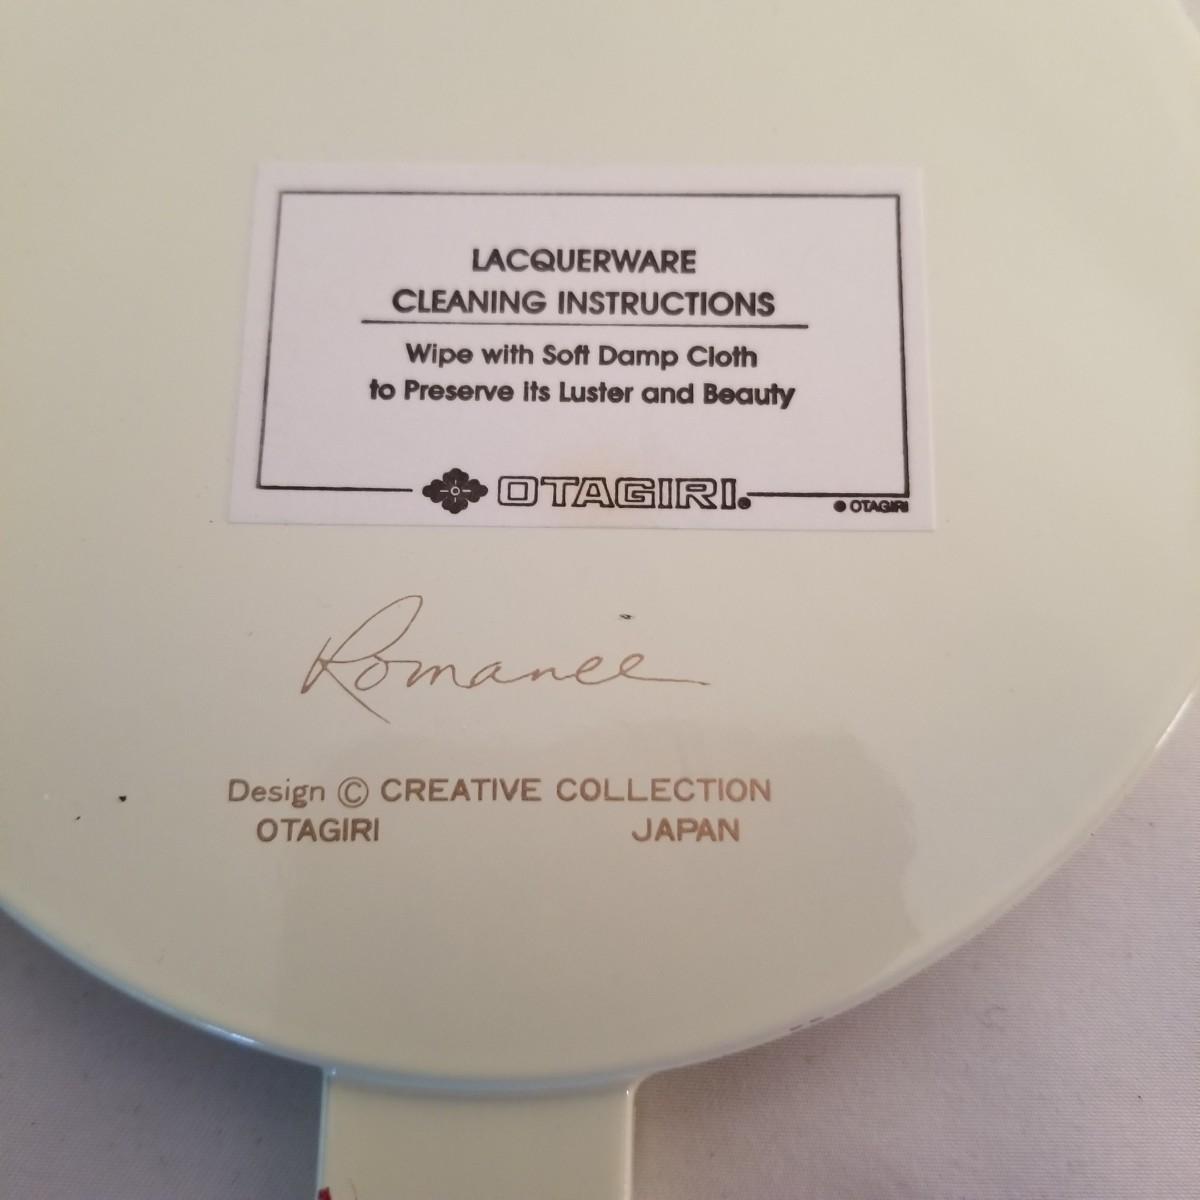 LACQUERWARE
CLEANING INSTRUCTIONS
Wipe with Soft Damp Cloth
to Preserve its Luster and Beauty
OTAGIRI
OTAGIRI
Romance
Design © CREATIVE COLLECTION
OTAGIRI JAPAN